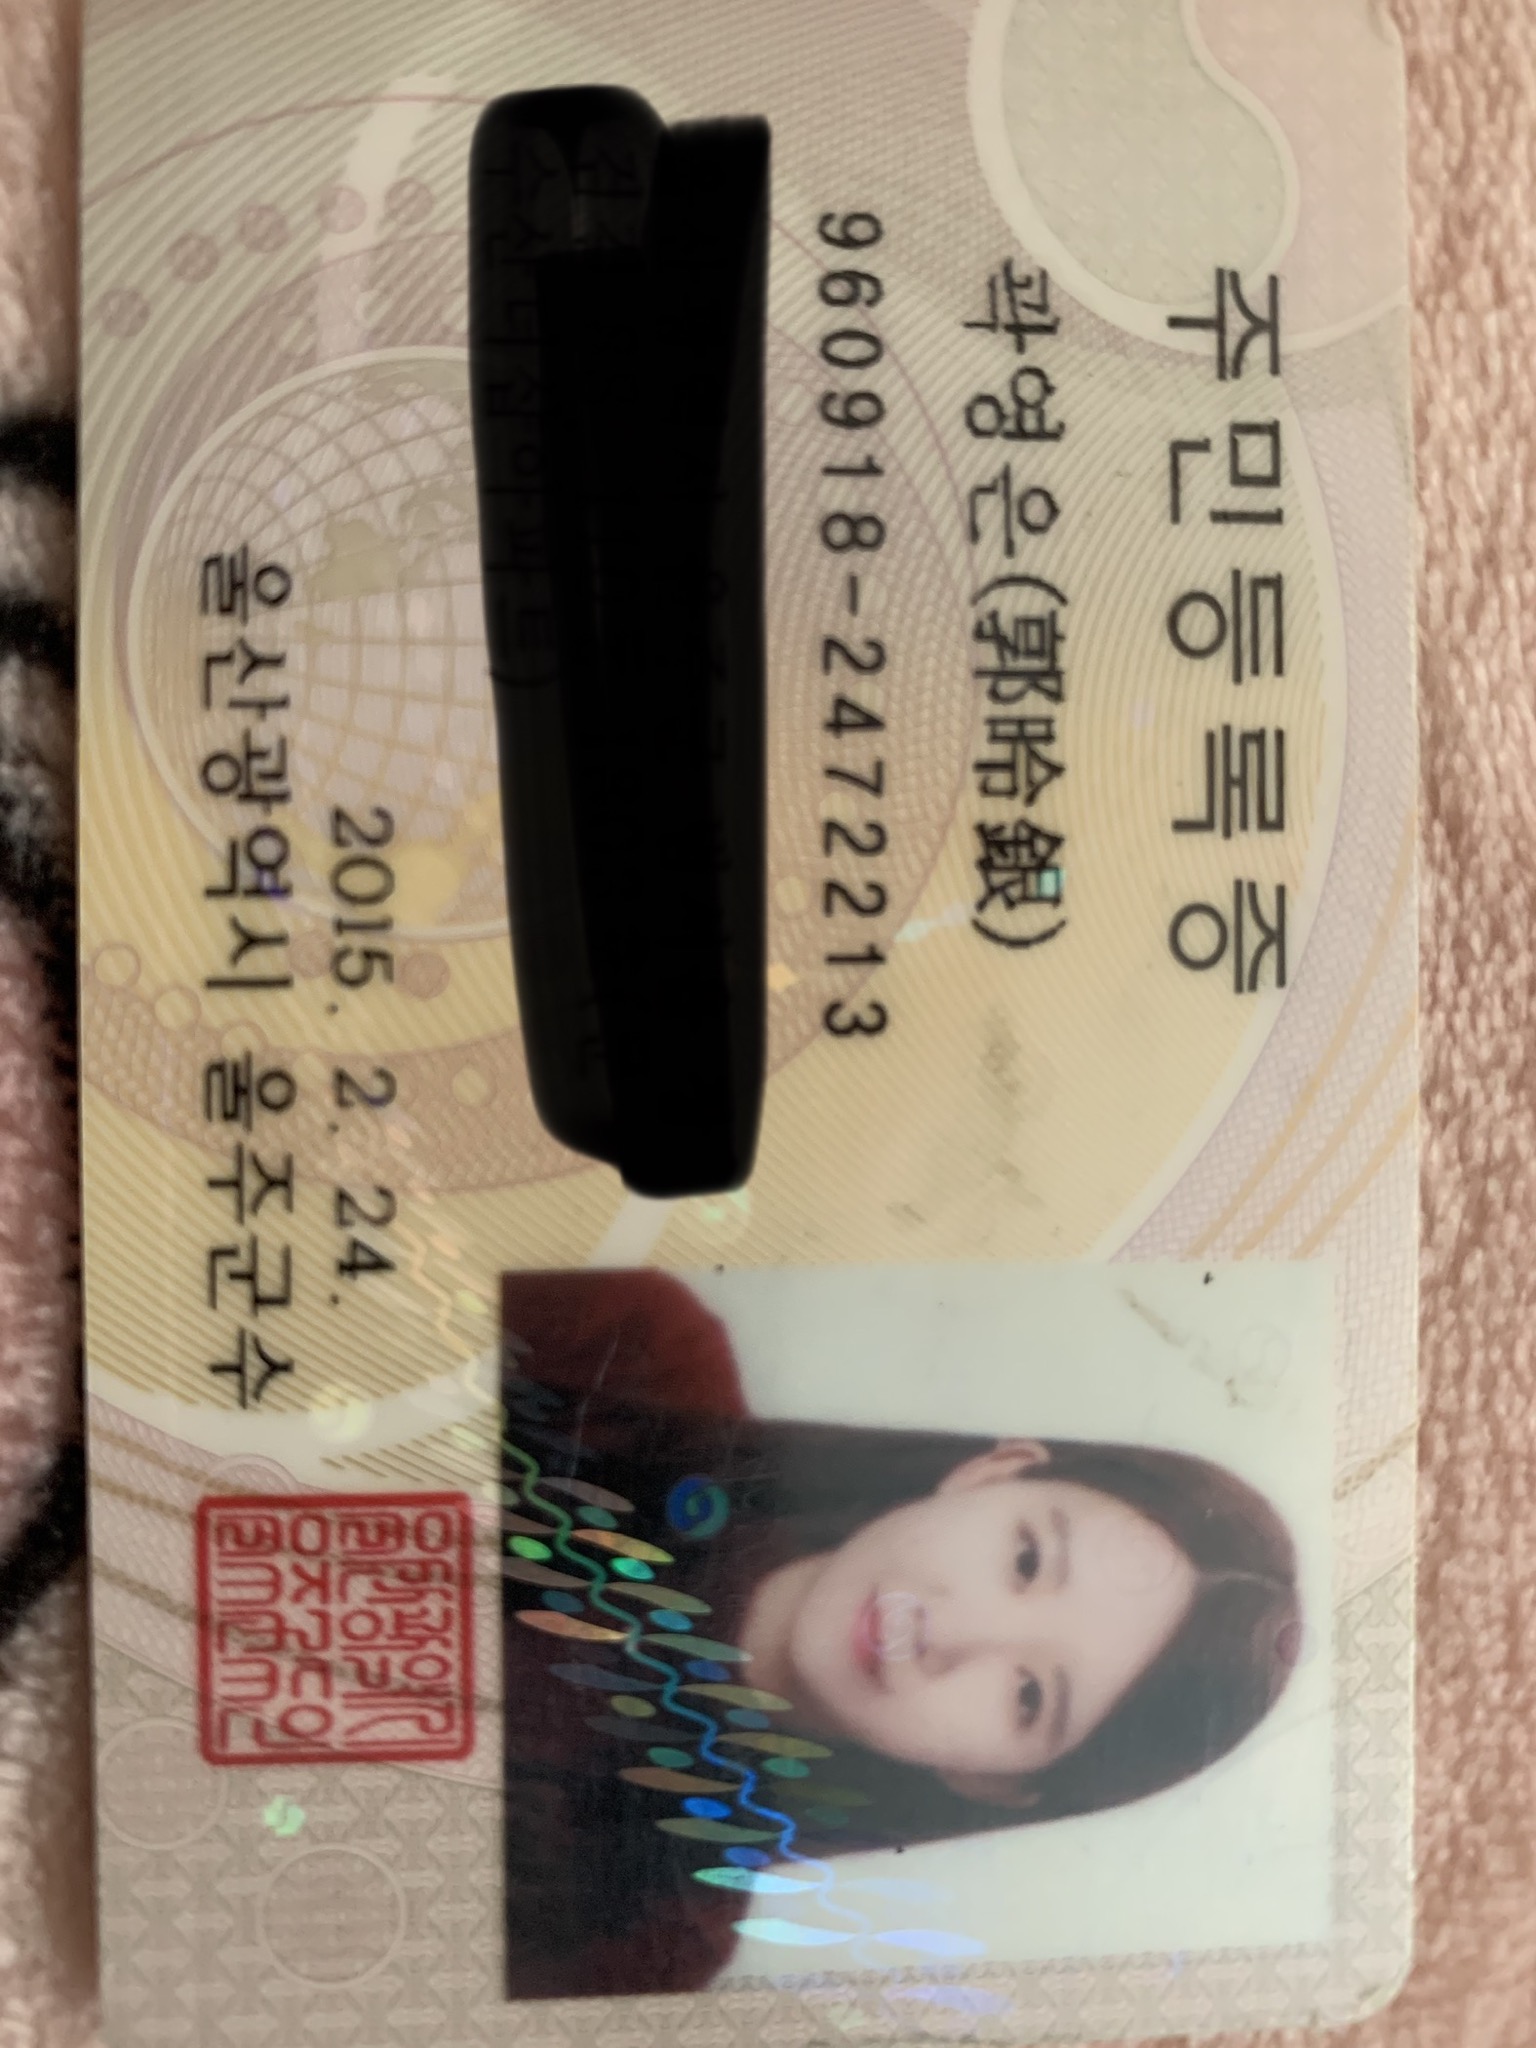 주민등록증
곽영은(郭昤銀)
960918-2472213
2015. 2. 24.
울산광역시 울주군수